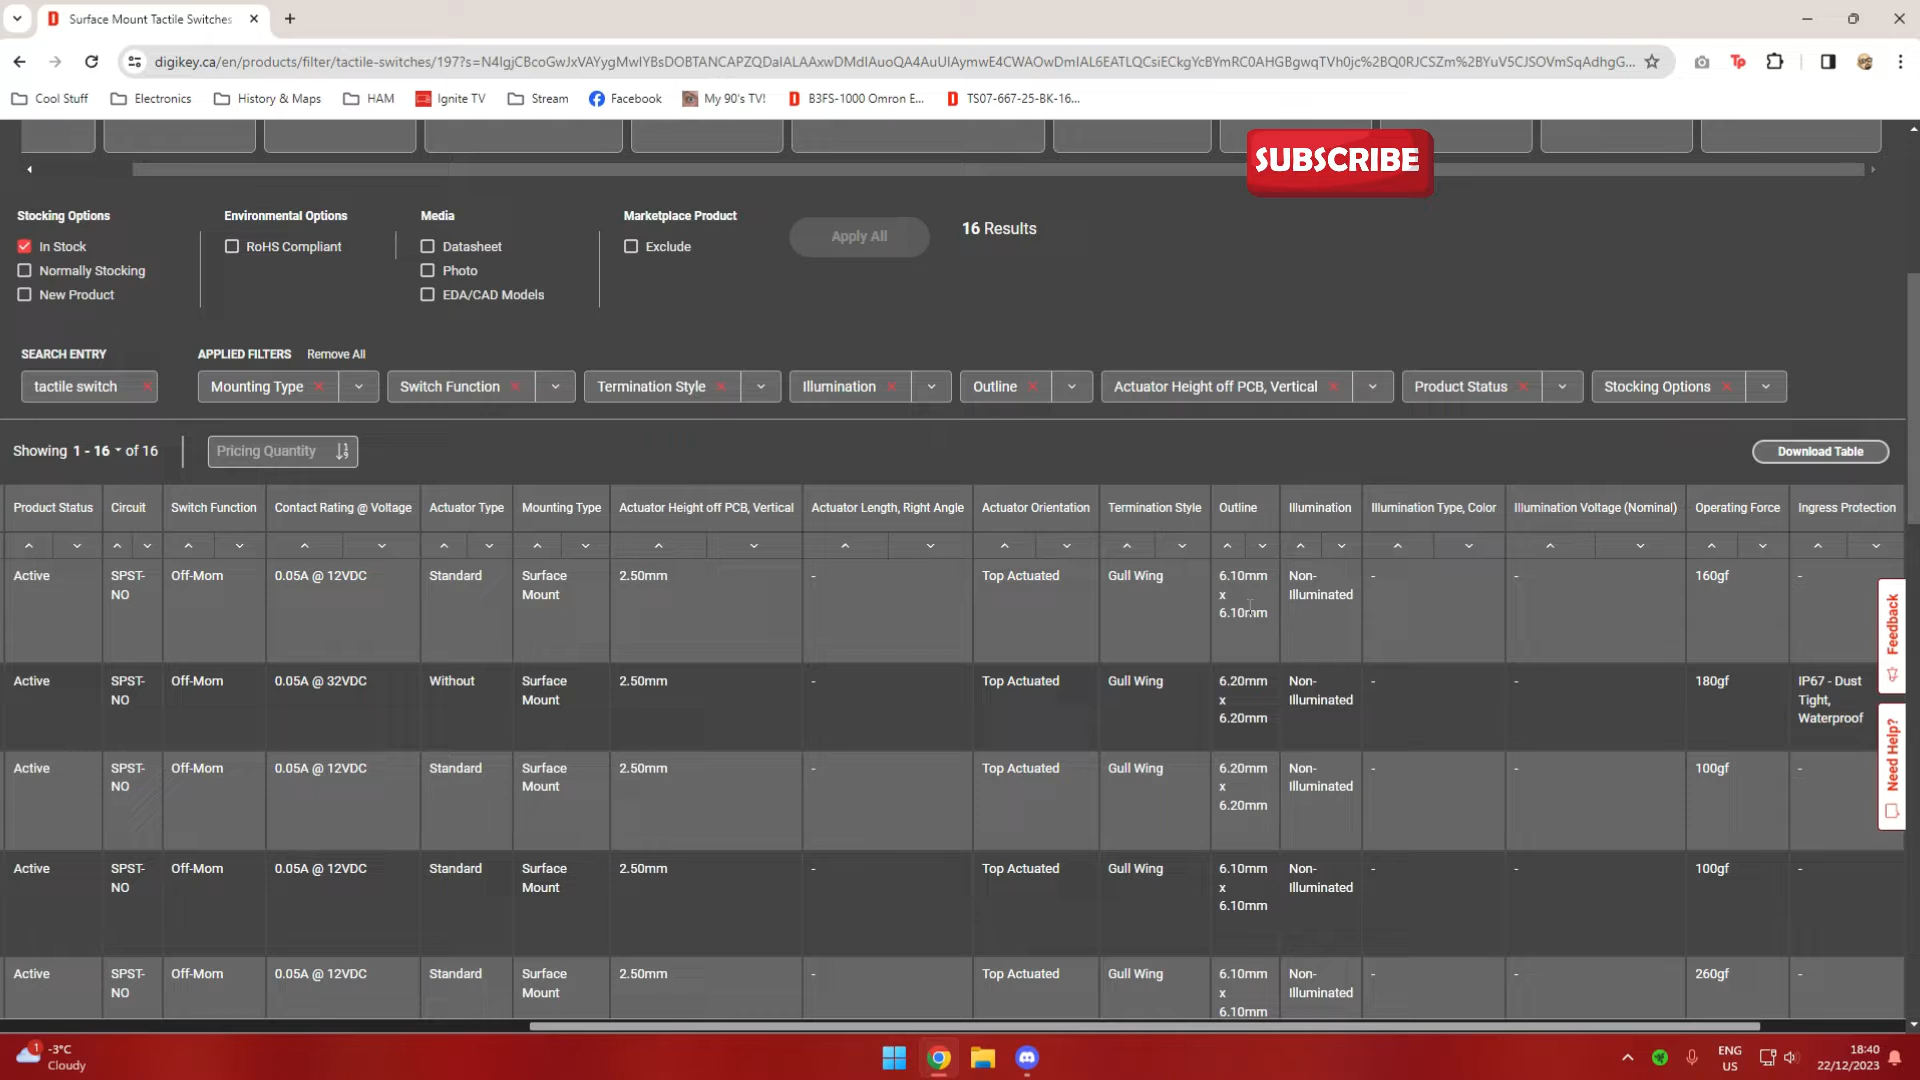 Surface Mount Tactile Switches
digikey.ca/en/products/filter/tactile-switches/197?s=
Cool Stuff Electronics History & Maps HAM Ignite TV Stream Facebook My 90's TV! B3FS-1000 Omron E... TS07-667-25-BK-16...
SUBSCRIBE
Stocking Options Environmental Options Media Marketplace Product
In Stock RoHS Compliant Datasheet Exclude Apply All 16 Results
Normally Stocking Photo
New Product EDA/CAD Models
SEARCH ENTRY APPLIED FILTERS Remove All
tactile switch Mounting Type Switch Function Termination Style Illumination Outline Actuator Height off PCB, Vertical Product Status Stocking Options
Showing 1 - 16 of 16 Pricing Quantity Download Table
Product Status Circuit Switch Function Contact Rating @ Voltage Actuator Type Mounting Type Actuator Height off PCB, Vertical Actuator Length, Right Angle Actuator Orientation Termination Style Outline Illumination Illumination Type, Color Illumination Voltage (Nominal) Operating Force Ingress Protection
Active SPST- Off-Mom 0.05A @ 12VDC Standard Surface 2.50mm - Top Actuated Gull Wing 6.10mm Non- - - 160gf -
NO Mount x Illuminated
6.10mm
Active SPST- Off-Mom 0.05A @ 32VDC Without Surface 2.50mm - Top Actuated Gull Wing 6.20mm Non- - - 180gf IP67 - Dust
NO Mount x Illuminated Tight,
6.20mm Waterproof
Active SPST- Off-Mom 0.05A @ 12VDC Standard Surface 2.50mm - Top Actuated Gull Wing 6.20mm Non- - - 100gf -
NO Mount x Illuminated
6.20mm
Active SPST- Off-Mom 0.05A @ 12VDC Standard Surface 2.50mm - Top Actuated Gull Wing 6.10mm Non- - - 100gf -
NO Mount x Illuminated
6.10mm
Active SPST- Off-Mom 0.05A @ 12VDC Standard Surface 2.50mm - Top Actuated Gull Wing 6.10mm Non- - - 260gf -
NO Mount x Illuminated
6.10mm
Feedback
Need Help?
1 -3°C
Cloudy
ENG 18:40
US 22/12/2023